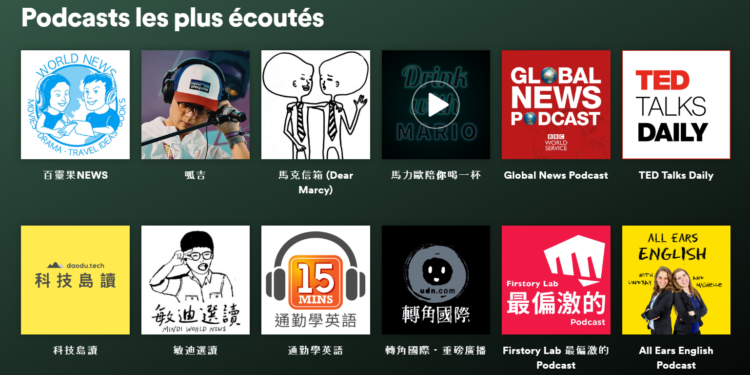 Podcasts les plus écoutés
WORLD NEWS
MOVIE · DRAMA · TRAVEL IDEA · BOOKS
Drink
with
MARIO
GLOBAL
NEWS
PODCAST
BBC
WORLD
SERVICE
TED
TALKS
DAILY
百靈果NEWS
呱吉
馬克信箱 (Dear
Marcy)
馬力歐陪你喝一杯
Global News Podcast
TED Talks Daily
daodu.tech
科技島讀
敏迪選讀
MINDI WORLD NEWS
15
MINS
通勤學英語
udn.com
轉角國際
Firstory Lab
最偏激的
Podcast
ALL EARS
ENGLISH
WITH
LINDSAY
AND
MICHELLE
科技島讀
敏迪選讀
通勤學英語
轉角國際・重磅廣播
Firstory Lab 最偏激的
Podcast
All Ears English
Podcast